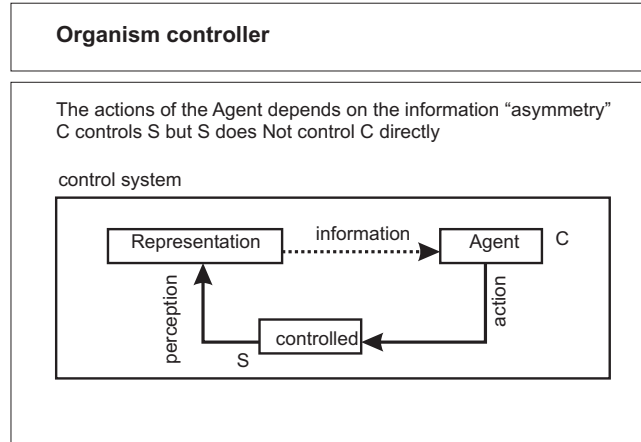 Organism controller
The actions of the Agent depends on the information “asymmetry”
C controls S but S does Not control C directly
control system
Representation
information
Agent
C
perception
action
controlled
S